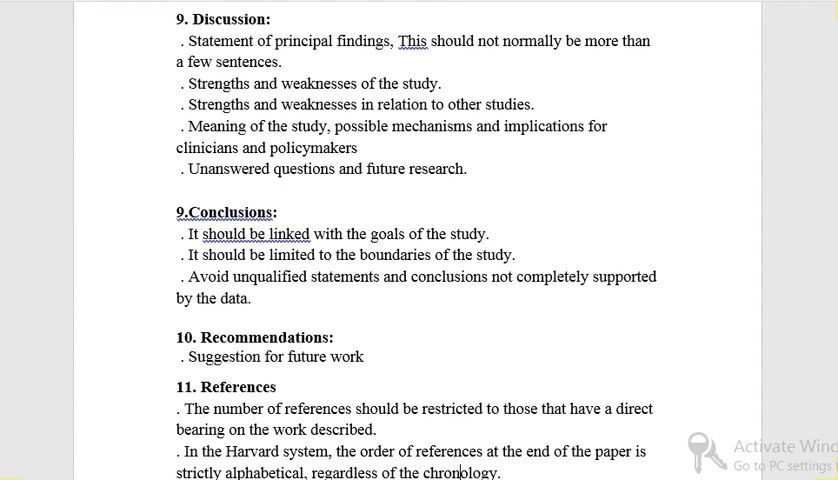 9. Discussion:
. Statement of principal findings, This should not normally be more than
a few sentences.
. Strengths and weaknesses of the study.
. Strengths and weaknesses in relation to other studies.
. Meaning of the study, possible mechanisms and implications for
clinicians and policymakers
. Unanswered questions and future research.
9.Conclusions:
. It should be linked with the goals of the study.
. It should be limited to the boundaries of the study.
. Avoid unqualified statements and conclusions not completely supported
by the data.
10. Recommendations:
. Suggestion for future work
11. References
. The number of references should be restricted to those that have a direct
bearing on the work described.
. In the Harvard system, the order of references at the end of the paper is
strictly alphabetical, regardless of the chronology.
Activate Wind
Go to PC settings